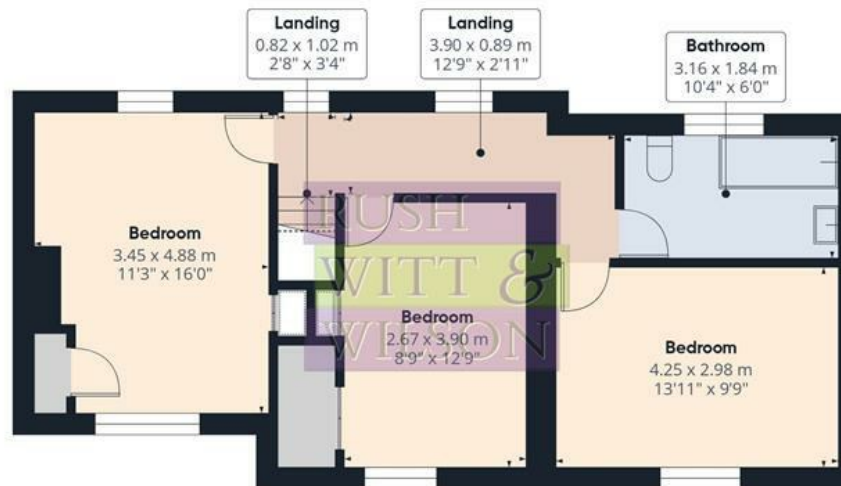 Landing
0.82 x 1.02 m
2'8" x 3'4"
Landing
3.90 x 0.89 m
12'9" x 2'11"
Bathroom
3.16 x 1.84 m
10'4" x 6'0"
Bedroom
3.45 x 4.88 m
11'3" x 16'0"
RUSH
WITT &
WILSON
Bedroom
2.67 x 3.90 m
8'9" x 12'9"
Bedroom
4.25 x 2.98 m
13'11" x 9'9"